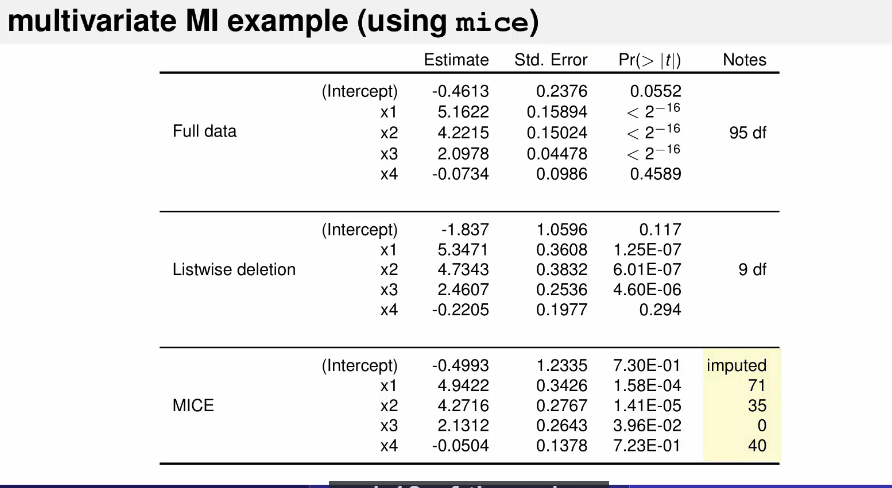 multivariate MI example (using mice)
Estimate Std. Error Pr(> |t|) Notes
(Intercept) -0.4613 0.2376 0.0552
x1 5.1622 0.15894 < 2−16
Full data x2 4.2215 0.15024 < 2−16 95 df
x3 2.0978 0.04478 < 2−16
x4 -0.0734 0.0986 0.4589
(Intercept) -1.837 1.0596 0.117
x1 5.3471 0.3608 1.25E-07
Listwise deletion x2 4.7343 0.3832 6.01E-07 9 df
x3 2.4607 0.2536 4.60E-06
x4 -0.2205 0.1977 0.294
(Intercept) -0.4993 1.2335 7.30E-01 imputed
x1 4.9422 0.3426 1.58E-04 71
MICE x2 4.2716 0.2767 1.41E-05 35
x3 2.1312 0.2643 3.96E-02 0
x4 -0.0504 0.1378 7.23E-01 40